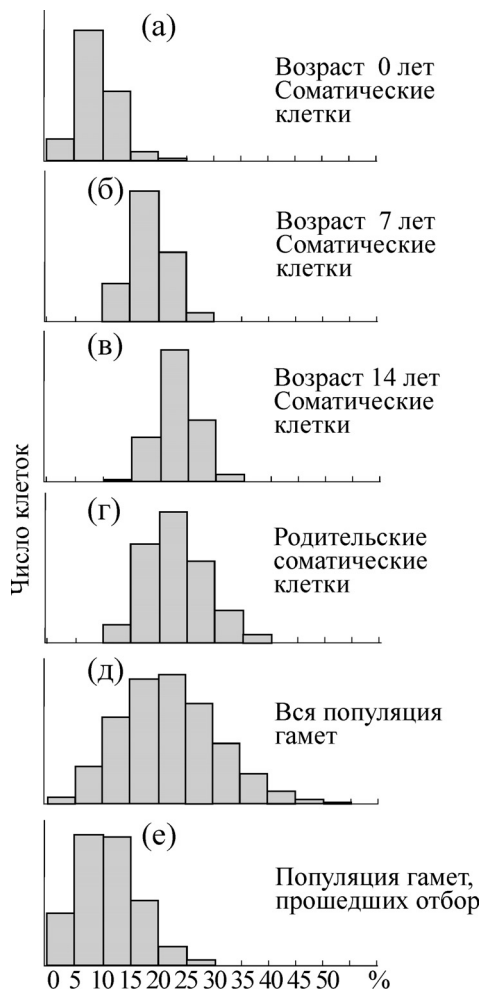 (а)
Возраст 0 лет
Соматические
клетки
(б)
Возраст 7 лет
Соматические
клетки
(в)
Возраст 14 лет
Соматические
клетки
Число клеток
(г)
Родительские
соматические
клетки
(д)
Вся популяция
гамет
(е)
Популяция гамет,
прошедших отбор
0 5 10 15 20 25 30 35 40 45 50 %